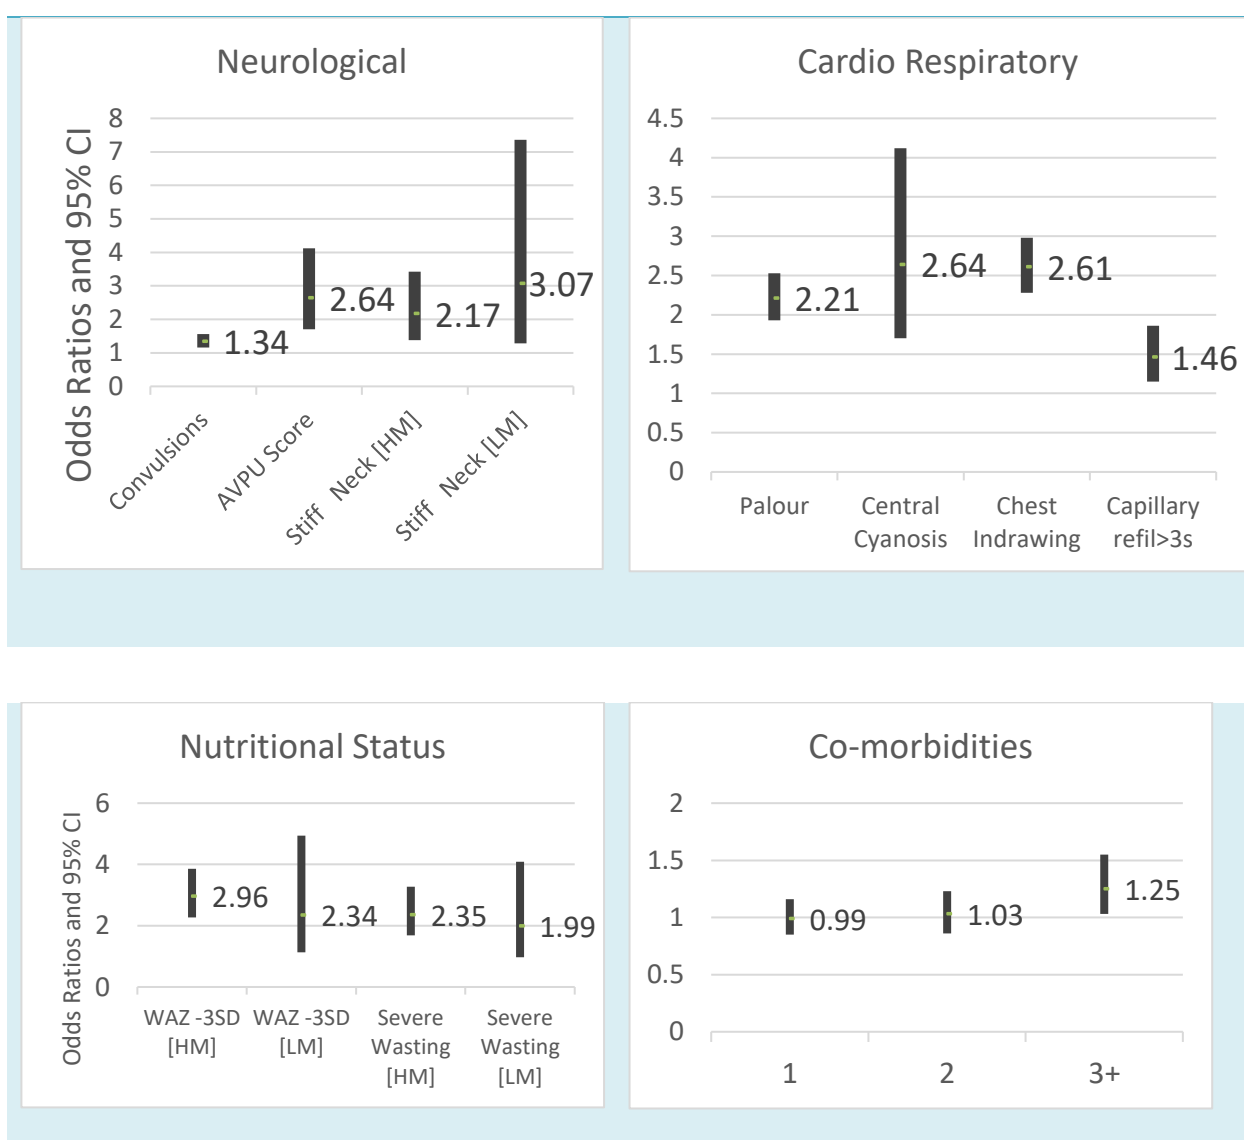 Neurological
Odds Ratios and 95% CI
8
7
6
5
4
3
2
1
0
1.34
2.64
2.17
3.07
Convulsions
AVPU Score
Stiff Neck [HM]
Stiff Neck [LM]
Cardio Respiratory
4.5
4
3.5
3
2.5
2
1.5
1
0.5
0
2.21
2.64
2.61
1.46
Palour
Central
Cyanosis
Chest
Indrawing
Capillary
refil>3s
Nutritional Status
Odds Ratios and 95% CI
6
4
2
0
2.96
2.34
2.35
1.99
WAZ -3SD
[HM]
WAZ -3SD
[LM]
Severe
Wasting
[HM]
Severe
Wasting
[LM]
Co-morbidities
2
1.5
1
0.5
0
0.99
1.03
1.25
1
2
3+